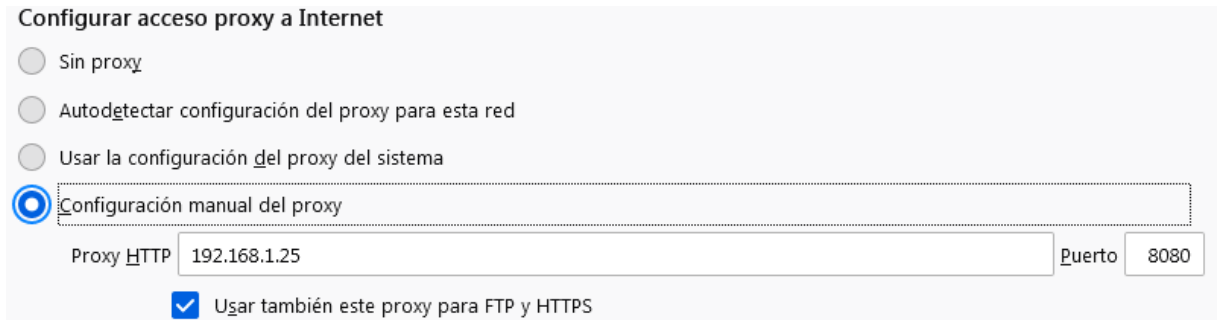 Configurar acceso proxy a Internet
Sin proxy
Autodetectar configuración del proxy para esta red
Usar la configuración del proxy del sistema
Configuración manual del proxy
Proxy HTTP 192.168.1.25 Puerto 8080
Usar también este proxy para FTP y HTTPS